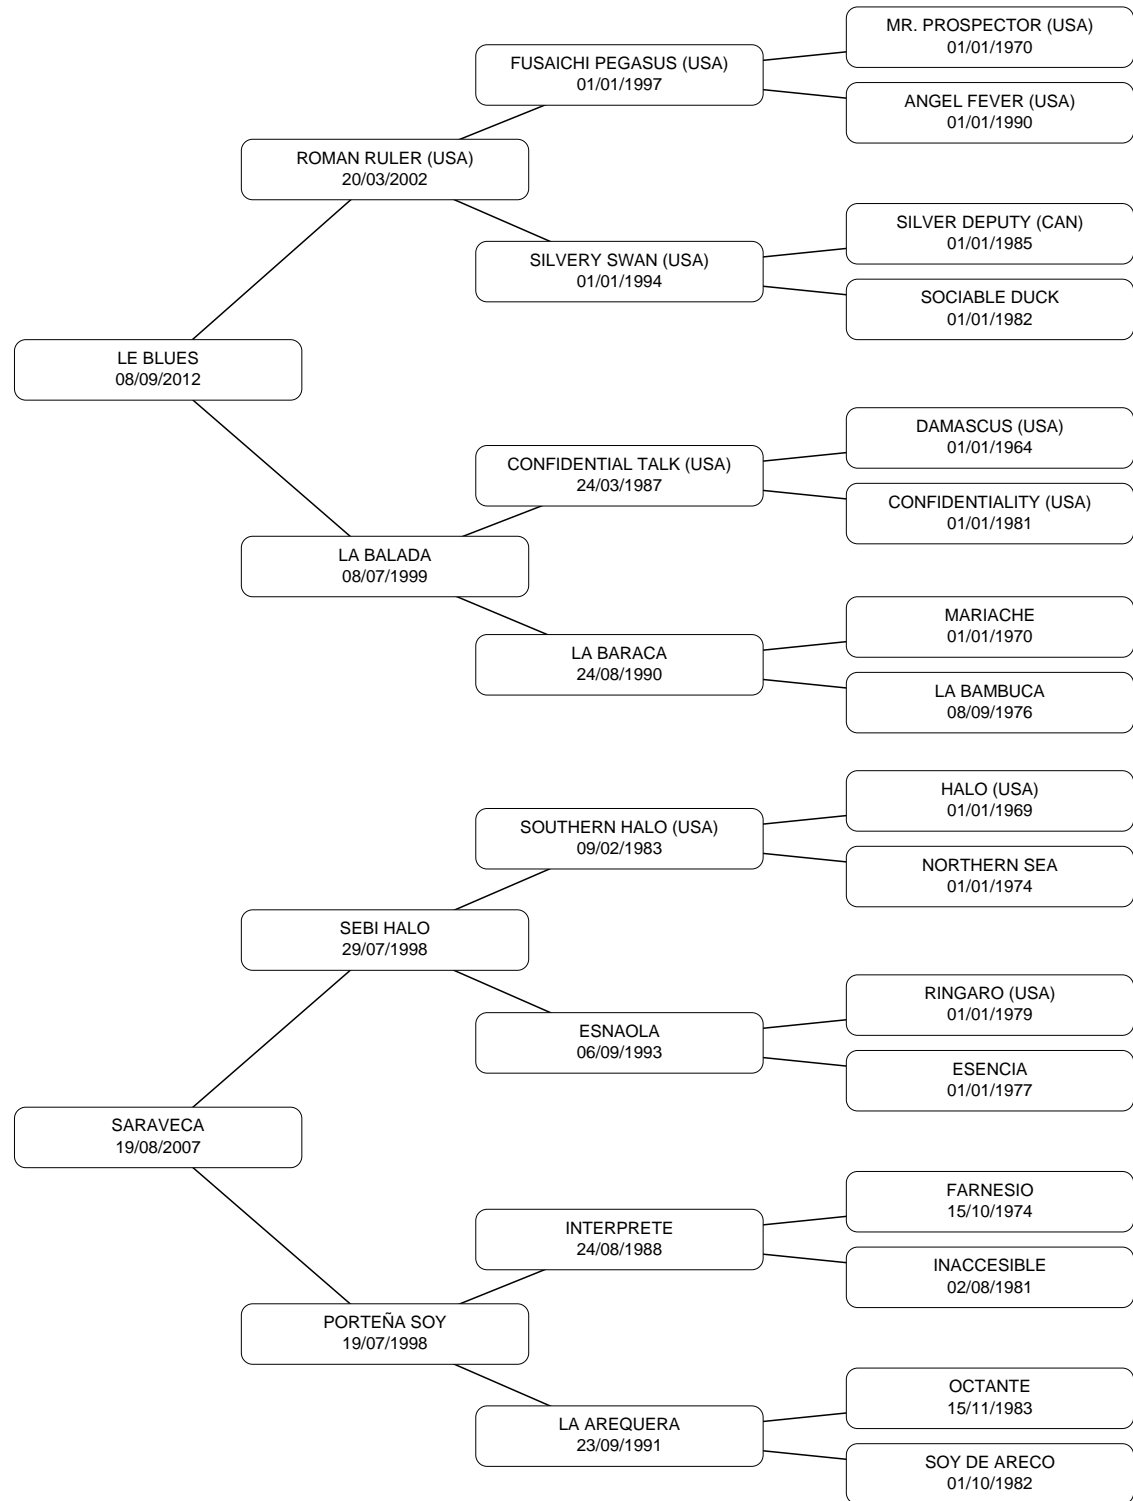 MR. PROSPECTOR (USA)
01/01/1970
FUSAICHI PEGASUS (USA)
01/01/1997
ANGEL FEVER (USA)
01/01/1990
ROMAN RULER (USA)
20/03/2002
SILVER DEPUTY (CAN)
01/01/1985
SILVERY SWAN (USA)
01/01/1994
SOCIABLE DUCK
01/01/1982
LE BLUES
08/09/2012
DAMASCUS (USA)
01/01/1964
CONFIDENTIAL TALK (USA)
24/03/1987
CONFIDENTIALITY (USA)
01/01/1981
LA BALADA
08/07/1999
MARIACHE
01/01/1970
LA BARACA
24/08/1990
LA BAMBUCA
08/09/1976
HALO (USA)
01/01/1969
SOUTHERN HALO (USA)
09/02/1983
NORTHERN SEA
01/01/1974
SEBI HALO
29/07/1998
RINGARO (USA)
01/01/1979
ESNAOLA
06/09/1993
ESENCIA
01/01/1977
SARAVECA
19/08/2007
FARNESIO
15/10/1974
INTERPRETE
24/08/1988
INACCESIBLE
02/08/1981
PORTEÑA SOY
19/07/1998
OCTANTE
15/11/1983
LA AREQUERA
23/09/1991
SOY DE ARECO
01/10/1982